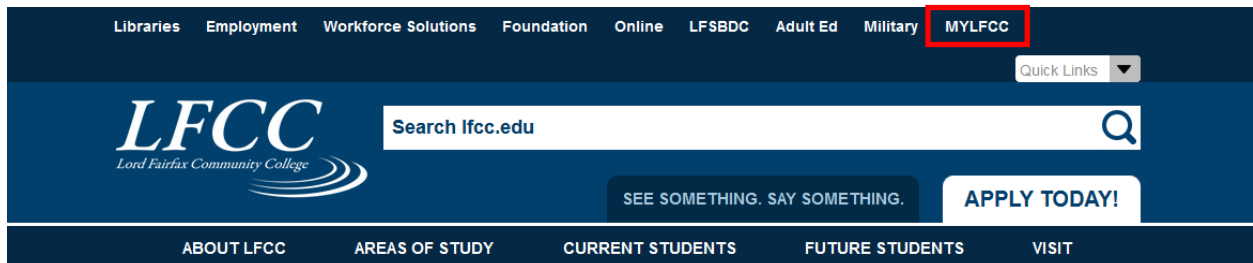 Libraries Employment Workforce Solutions Foundation Online LFSBDC Adult Ed Military MYLFCC
Quick Links
LFCC
Lord Fairfax Community College
Search lfcc.edu
SEE SOMETHING. SAY SOMETHING.
APPLY TODAY!
ABOUT LFCC AREAS OF STUDY CURRENT STUDENTS FUTURE STUDENTS VISIT